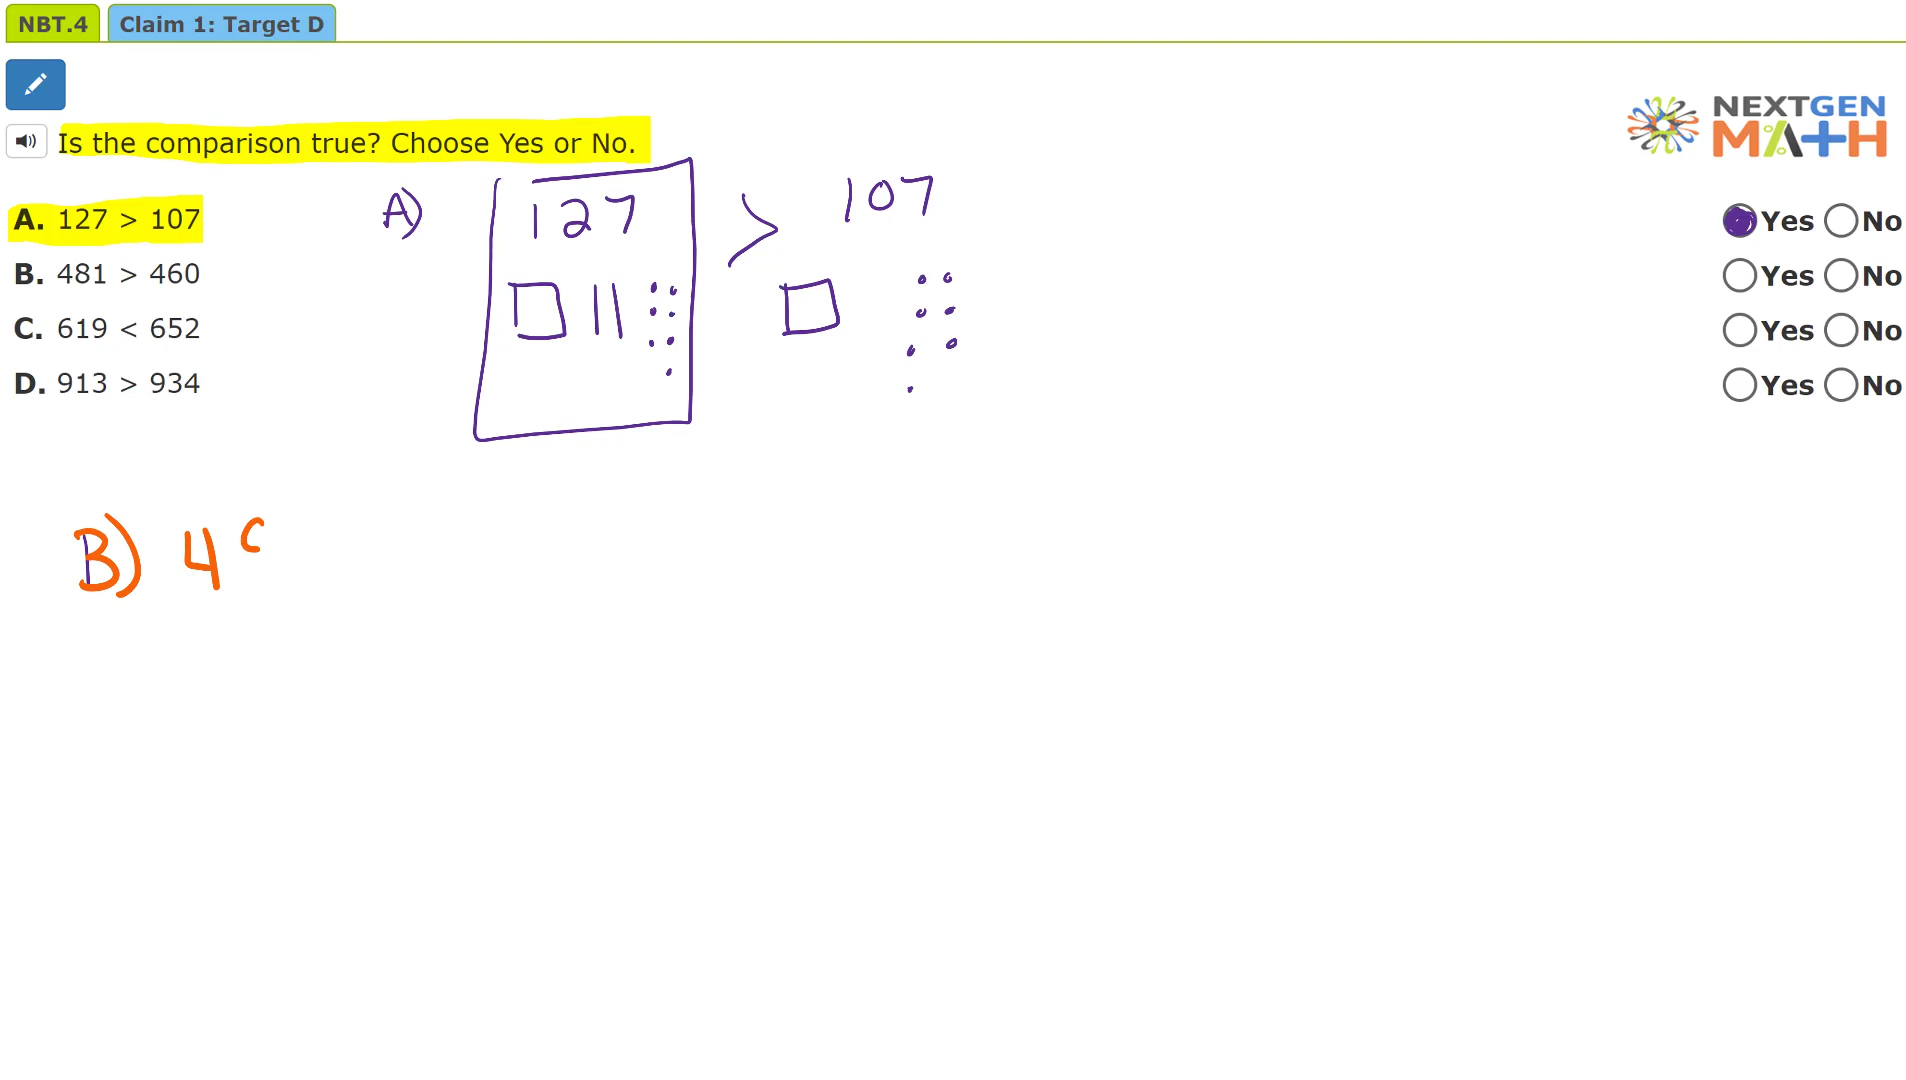 NBT.4 Claim 1: Target D
NEXTGEN
MATH
Is the comparison true? Choose Yes or No.
A. 127 > 107
Yes No
B. 481 > 460
Yes No
C. 619 < 652
Yes No
D. 913 > 934
Yes No
A) 127 > 107
B) 4